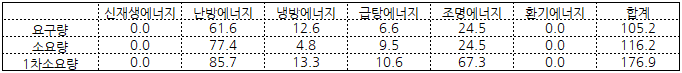 신재생에너지 난방에너지 냉방에너지 급탕에너지 조명에너지 환기에너지 합계
요구량 0.0 61.6 12.6 6.6 24.5 0.0 105.2
소요량 0.0 77.4 4.8 9.5 24.5 0.0 116.2
1차소요량 0.0 85.7 13.3 10.6 67.3 0.0 176.9